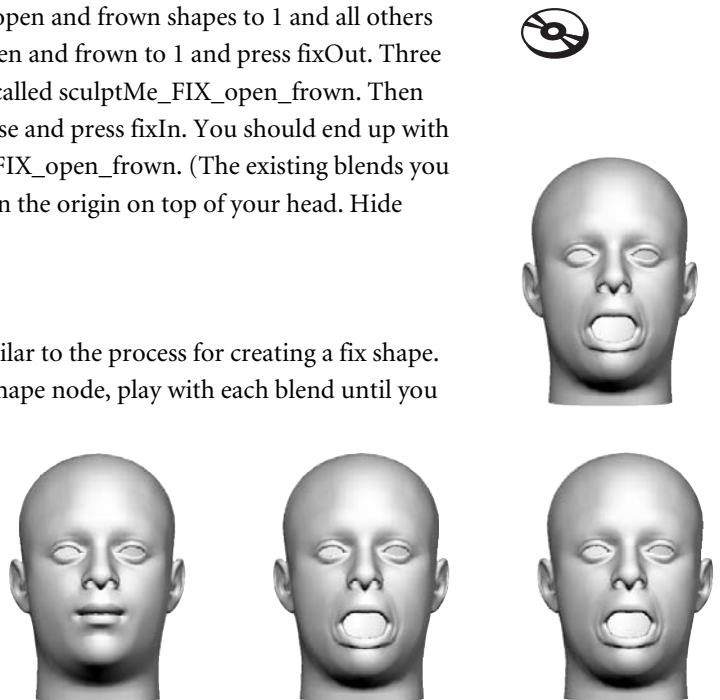 open and frown shapes to 1 and all others
en and frown to 1 and press fixOut. Three
called sculptMe_FIX_open_frown. Then
se and press fixIn. You should end up with
FIX_open_frown. (The existing blends you
n the origin on top of your head. Hide
ilar to the process for creating a fix shape.
hape node, play with each blend until you